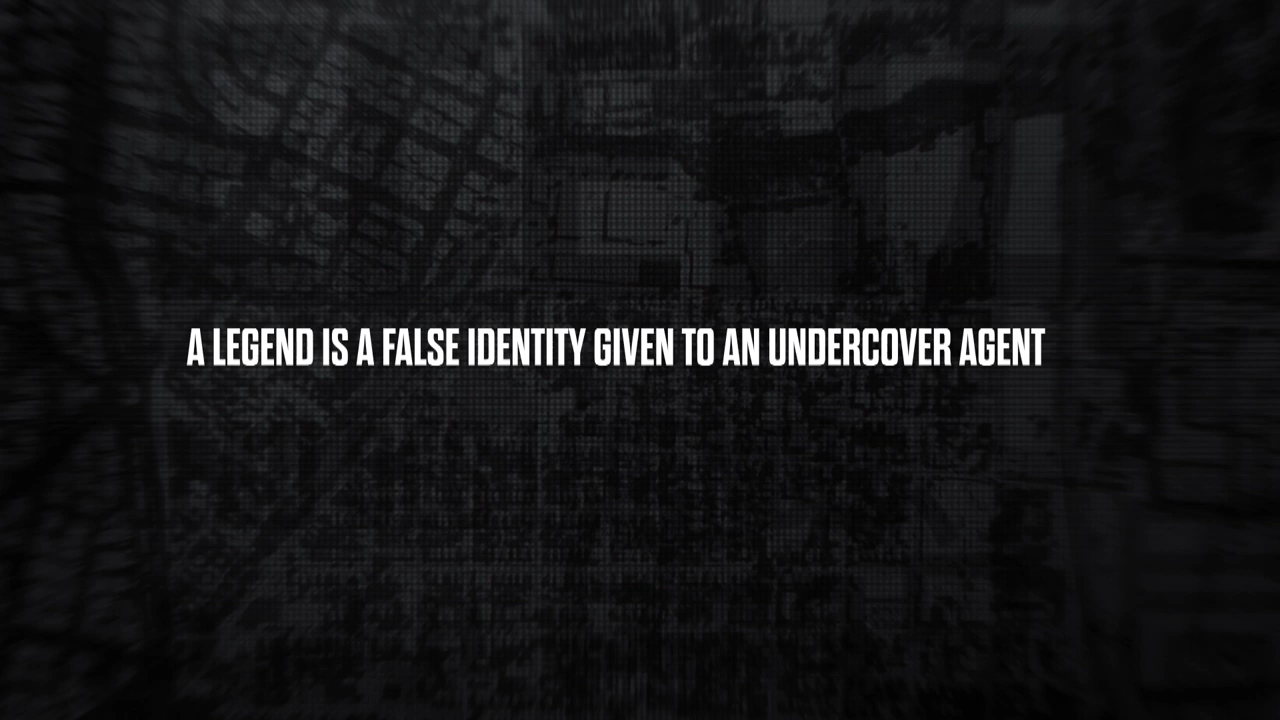 A LEGEND IS A FALSE IDENTITY GIVEN TO AN UNDERCOVER AGENT